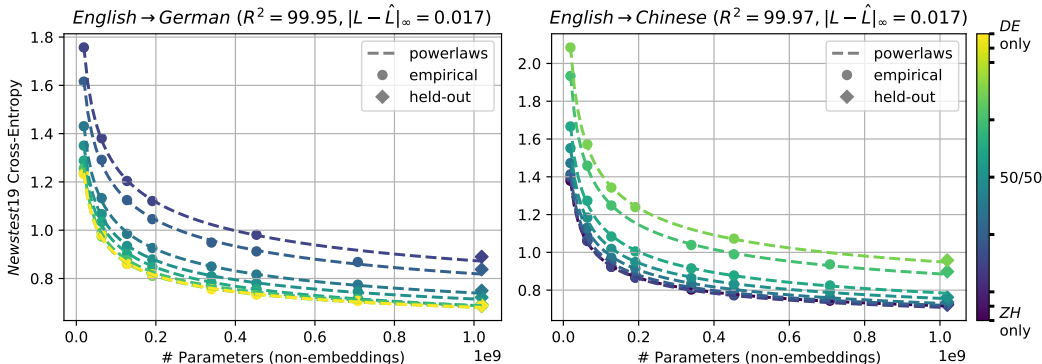 English → German (R² = 99.95, |L − L̂|∞ = 0.017)
1.8
1.6
1.4
1.2
1.0
0.8
Newstest19 Cross-Entropy
powerlaws
empirical
held-out
0.0 0.2 0.4 0.6 0.8 1.0
1e9
# Parameters (non-embeddings)
English → Chinese (R² = 99.97, |L − L̂|∞ = 0.017)
2.0
1.8
1.6
1.4
1.2
1.0
0.8
powerlaws
empirical
held-out
0.0 0.2 0.4 0.6 0.8 1.0
1e9
# Parameters (non-embeddings)
DE
only
50/50
ZH
only